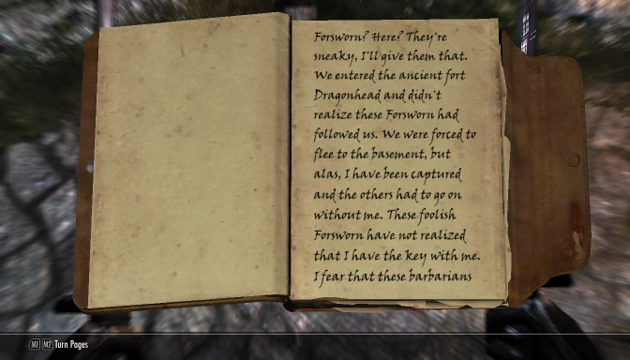 Forsworn? Here? They're
sneaky, I'll give them that.
We entered the ancient fort
Dragonhead and didn't
realize these Forsworn had
followed us. We were forced to
flee to the basement, but
alas, I have been captured
and the others had to go on
without me. These foolish
Forsworn have not realized
that I have the key with me.
I fear that these barbarians
M1 M2 Turn Pages